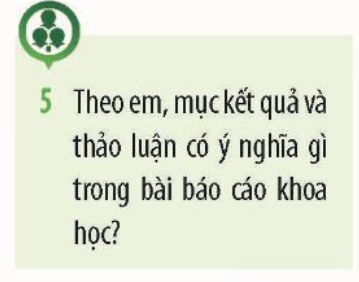 5 Theo em, mục kết quả và
thảo luận có ý nghĩa gì
trong bài báo cáo khoa
học?